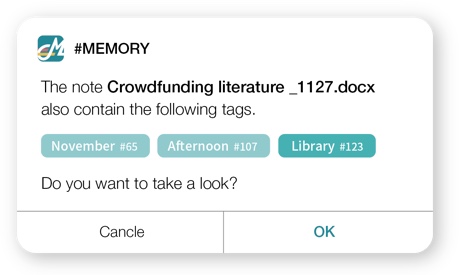 #MEMORY
The note Crowdfunding literature _1127.docx
also contain the following tags.
November #65 Afternoon #107 Library #123
Do you want to take a look?
Cancle OK